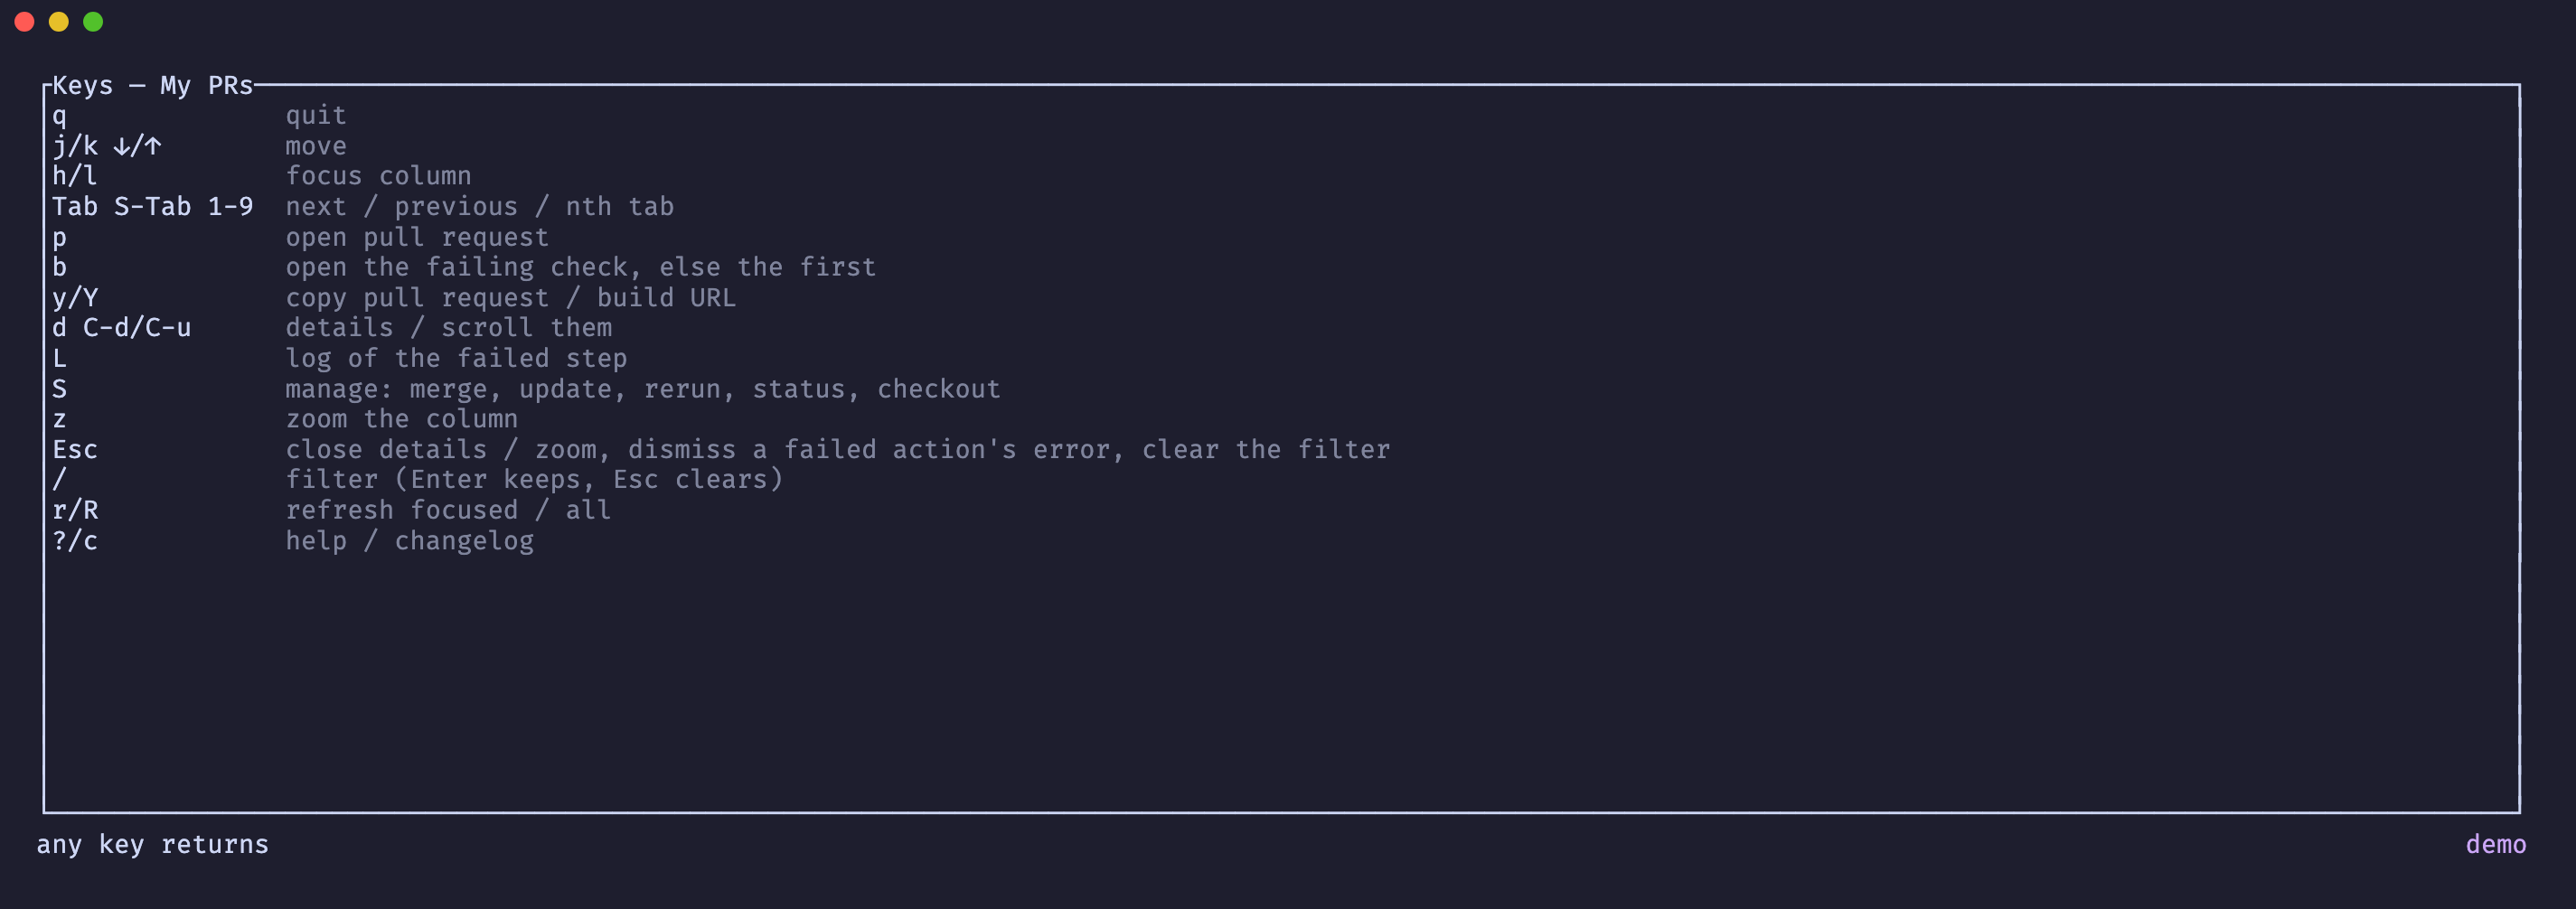 Keys — My PRs
q quit
j/k ↓/↑ move
h/l focus column
Tab S-Tab 1-9 next / previous / nth tab
p open pull request
b open the failing check, else the first
y/Y copy pull request / build URL
d C-d/C-u details / scroll them
L log of the failed step
S manage: merge, update, rerun, status, checkout
z zoom the column
Esc close details / zoom, dismiss a failed action's error, clear the filter
/ filter (Enter keeps, Esc clears)
r/R refresh focused / all
?/c help / changelog
any key returns demo